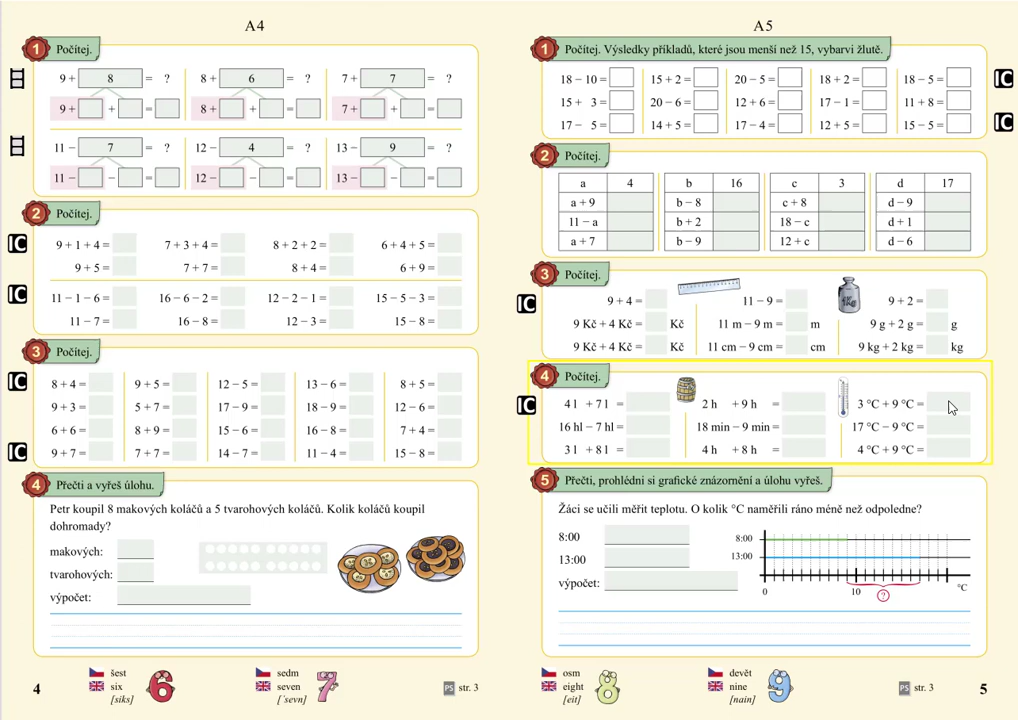 A4
1 Počítej.
9 + 8 = ? 8 + 6 = ? 7 + 7 = ?
9 + + = 8 + + = 7 + + =
11 − 7 = ? 12 − 4 = ? 13 − 9 = ?
11 − − = 12 − − = 13 − − =
2 Počítej.
9 + 1 + 4 = 7 + 3 + 4 = 8 + 2 + 2 = 6 + 4 + 5 =
9 + 5 = 7 + 7 = 8 + 4 = 6 + 9 =
11 − 1 − 6 = 16 − 6 − 2 = 12 − 2 − 1 = 15 − 5 − 3 =
11 − 7 = 16 − 8 = 12 − 3 = 15 − 8 =
3 Počítej.
8 + 4 = 9 + 5 = 12 − 5 = 13 − 6 = 8 + 5 =
9 + 3 = 5 + 7 = 17 − 9 = 18 − 9 = 12 − 6 =
6 + 6 = 8 + 9 = 15 − 6 = 16 − 8 = 7 + 4 =
9 + 7 = 7 + 7 = 14 − 7 = 11 − 4 = 15 − 8 =
4 Přečti a vyřeš úlohu.
Petr koupil 8 makových koláčů a 5 tvarohových koláčů. Kolik koláčů koupil
dohromady?
makových:
tvarohových:
výpočet:
4
šest
six 6
[siks]
sedm
seven 7
[ˈsevn]
PS str. 3
A5
1 Počítej. Výsledky příkladů, které jsou menší než 15, vybarvi žlutě.
18 − 10 = 15 + 2 = 20 − 5 = 18 + 2 = 18 − 5 =
15 + 3 = 20 − 6 = 12 + 6 = 17 − 1 = 11 + 8 =
17 − 5 = 14 + 5 = 17 − 4 = 12 + 5 = 15 − 5 =
2 Počítej.
a 4 b 16 c 3 d 17
a + 9 b − 8 c + 8 d − 9
11 − a b + 2 18 − c d + 1
a + 7 b − 9 12 + c d − 6
3 Počítej.
9 + 4 = 11 − 9 = 1Kg 9 + 2 =
9 Kč + 4 Kč = Kč 11 m − 9 m = m 9 g + 2 g = g
9 Kč + 4 Kč = Kč 11 cm − 9 cm = cm 9 kg + 2 kg = kg
4 Počítej.
4 l + 7 l = 2 h + 9 h = 3 °C + 9 °C =
16 hl − 7 hl = 18 min − 9 min = 17 °C − 9 °C =
3 l + 8 l = 4 h + 8 h = 4 °C + 9 °C =
5 Přečti, prohlédni si grafické znázornění a úlohu vyřeš.
Žáci se učili měřit teplotu. O kolik °C naměřili ráno méně než odpoledne?
8:00
13:00
výpočet:
8:00
13:00
0 10 ? °C
osm
eight 8
[eit]
devět
nine 9
[nain]
PS str. 3
5
IC
IC
IC
IC
IC
IC
IC
IC